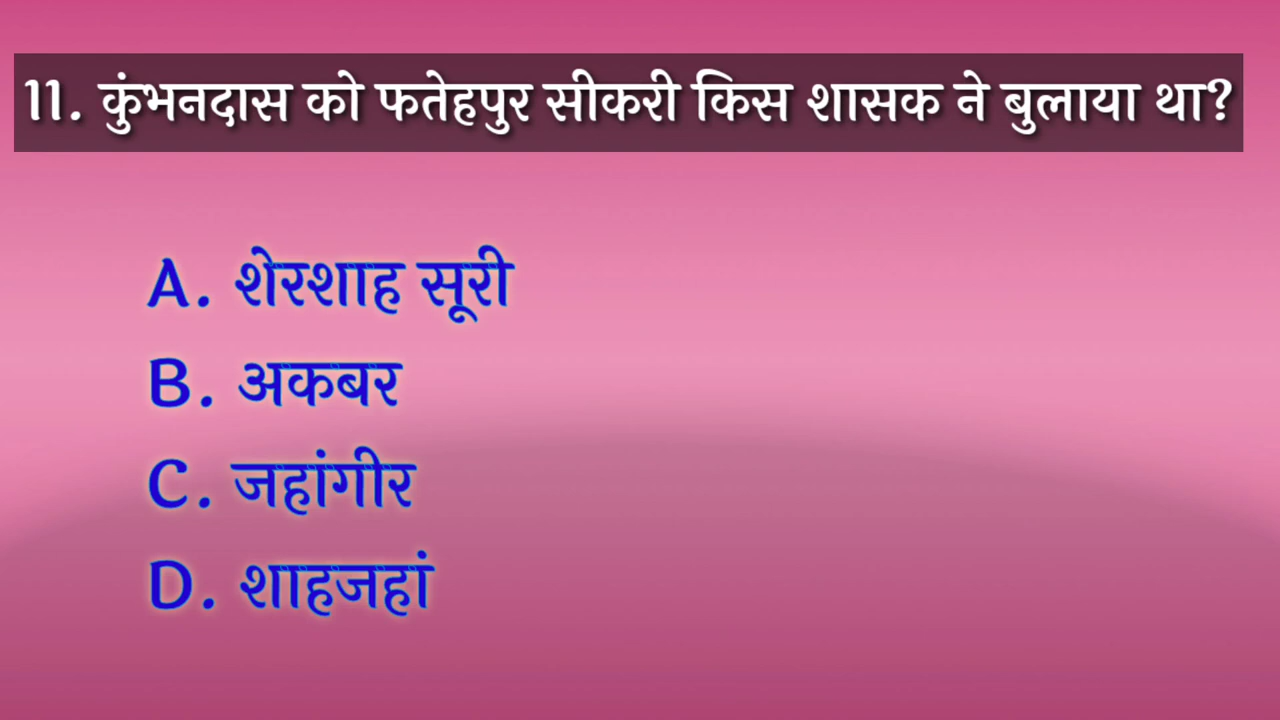 11. कुंभनदास को फतेहपुर सीकरी किस शासक ने बुलाया था?
A. शेरशाह सूरी
B. अकबर
C. जहांगीर
D. शाहजहां